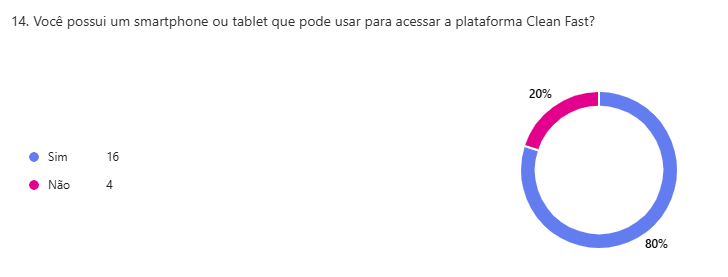 14. Você possui um smartphone ou tablet que pode usar para acessar a plataforma Clean Fast?
20%
Sim 16
Não 4
80%